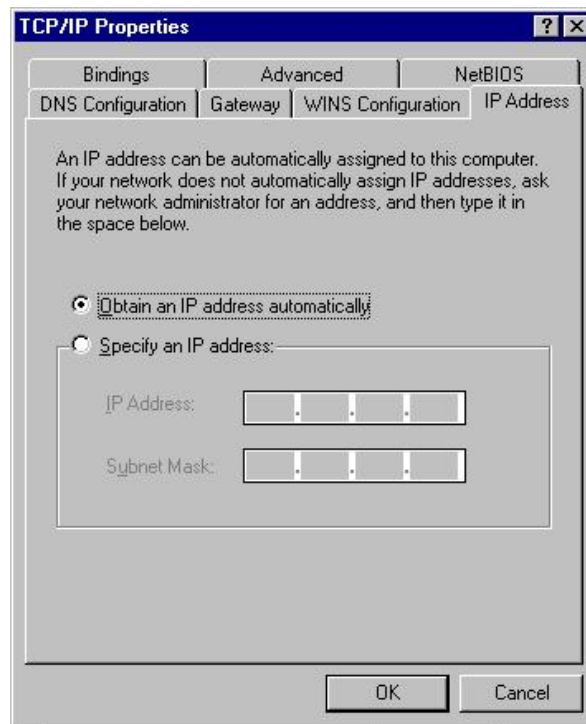 TCP/IP Properties
Bindings Advanced NetBIOS
DNS Configuration Gateway WINS Configuration IP Address
An IP address can be automatically assigned to this computer.
If your network does not automatically assign IP addresses, ask
your network administrator for an address, and then type it in
the space below.
Obtain an IP address automatically
Specify an IP address:
IP Address:
Subnet Mask:
OK Cancel